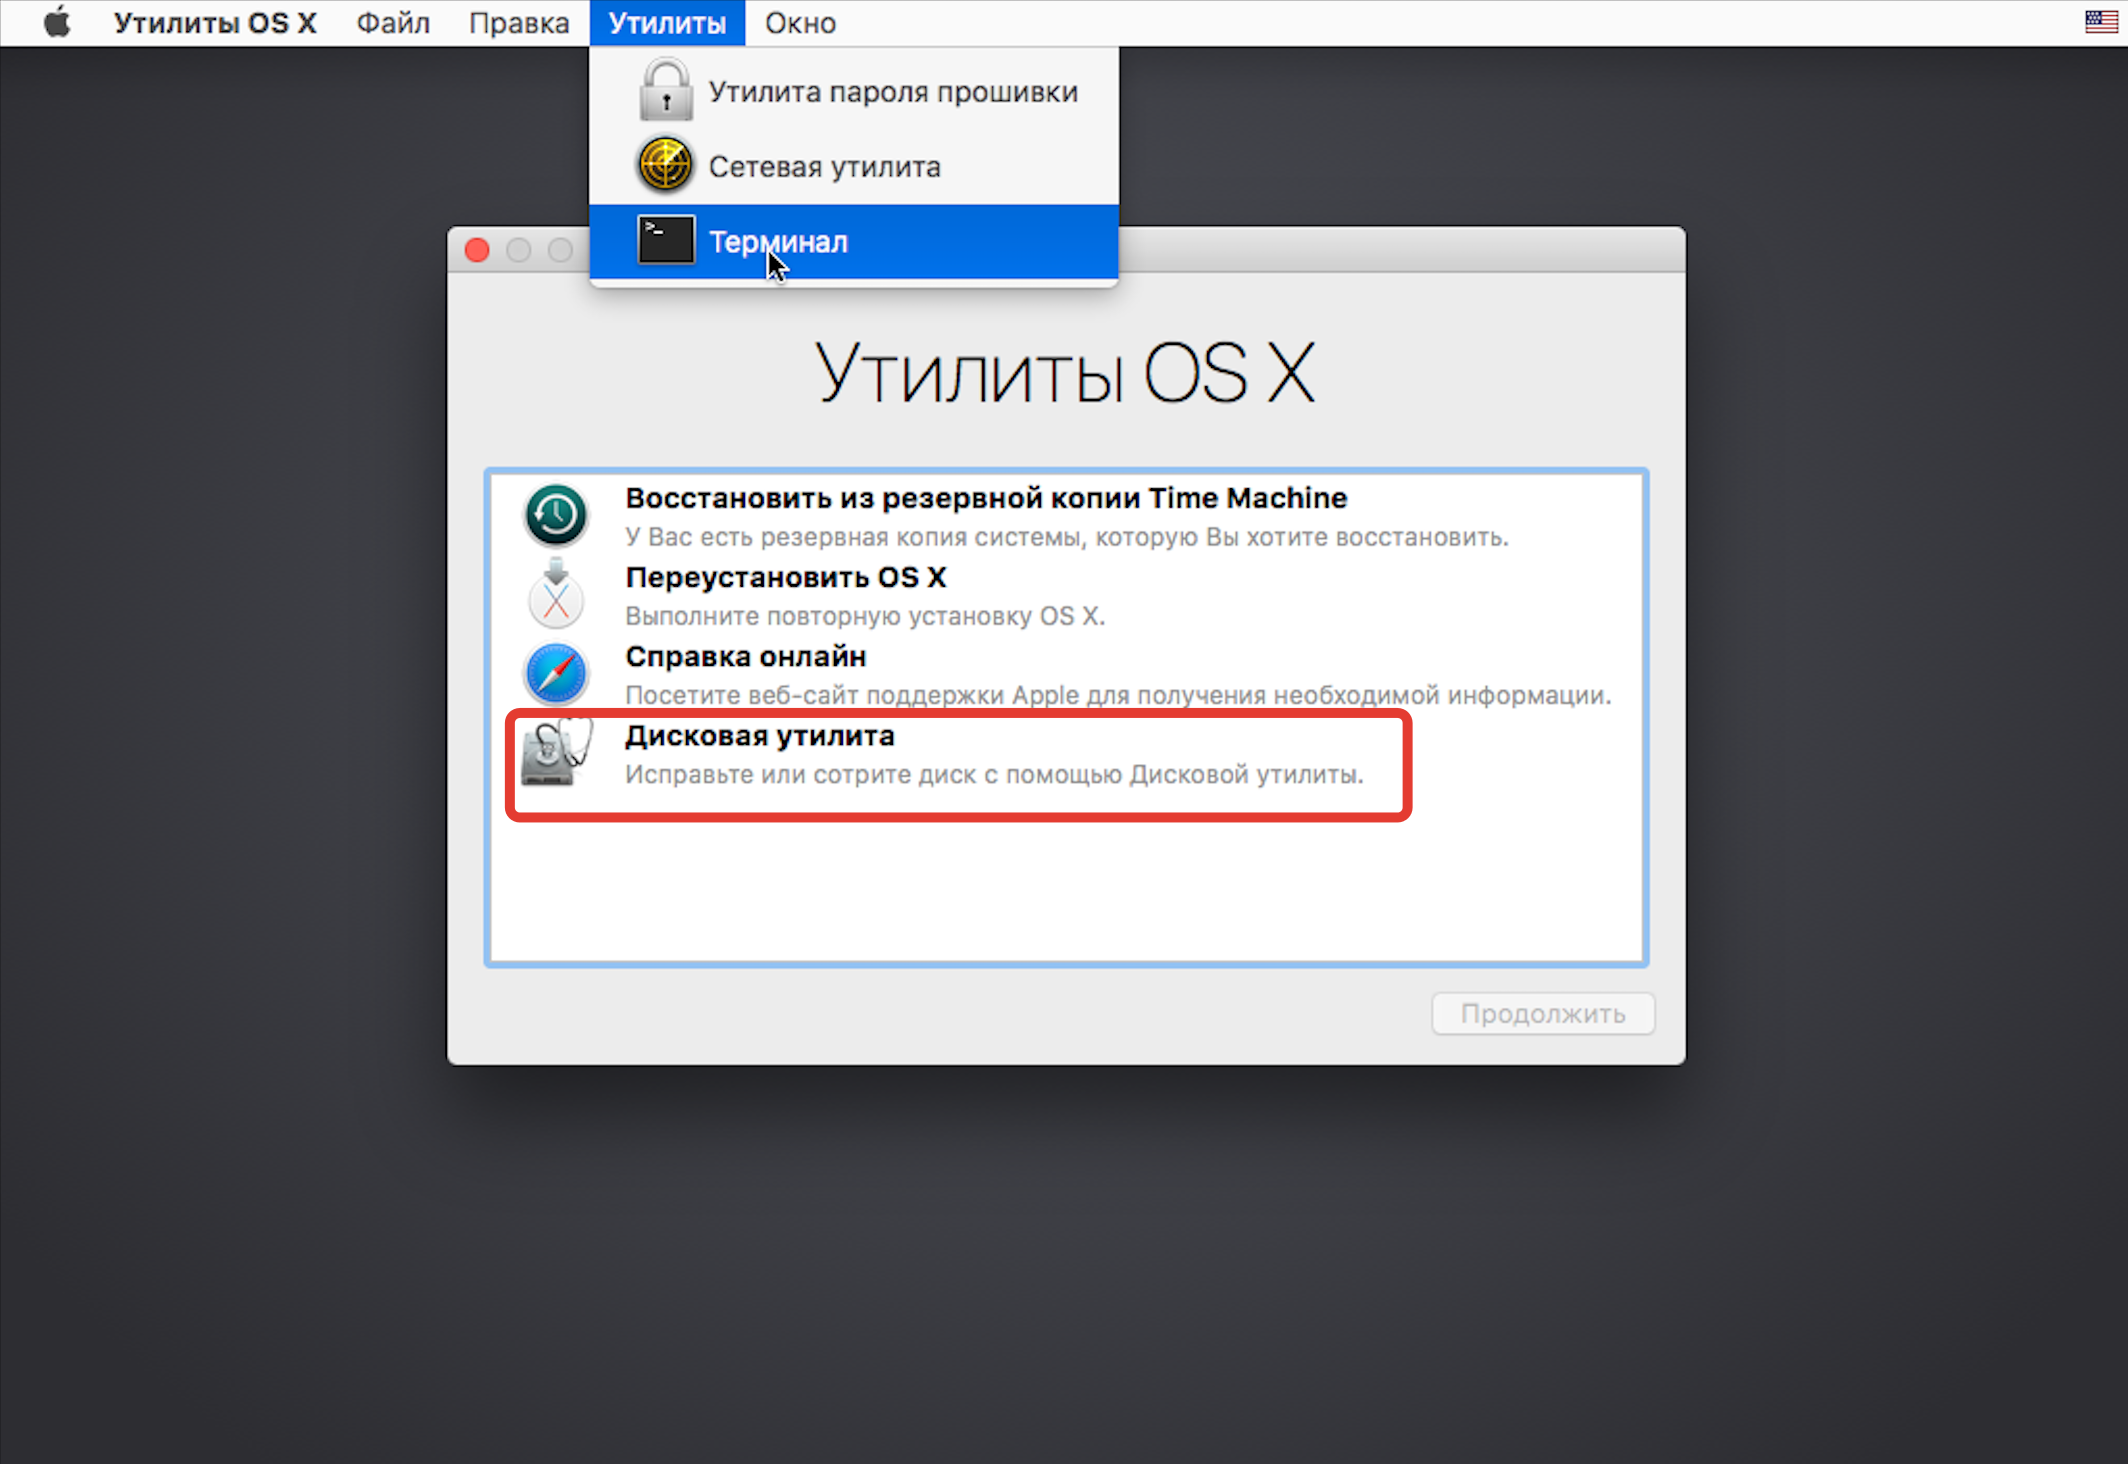 Утилиты OS X Файл Правка Утилиты Окно
Утилита пароля прошивки
Сетевая утилита
>_
Терминал
Утилиты OS X
Восстановить из резервной копии Time Machine
У Вас есть резервная копия системы, которую Вы хотите восстановить.
Переустановить OS X
Выполните повторную установку OS X.
Справка онлайн
Посетите веб-сайт поддержки Apple для получения необходимой информации.
Дисковая утилита
Исправьте или сотрите диск с помощью Дисковой утилиты.
Продолжить